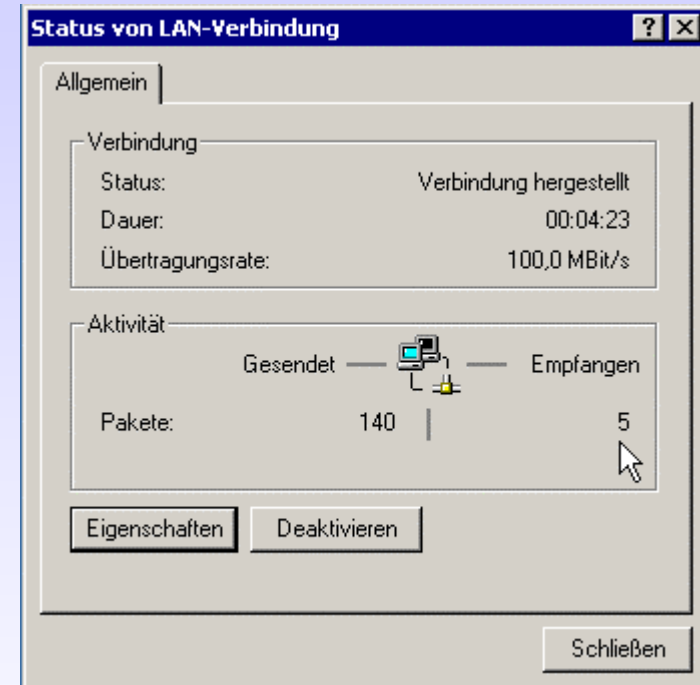 Status von LAN-Verbindung
Allgemein
Verbindung
Status: Verbindung hergestellt
Dauer: 00:04:23
Übertragungsrate: 100,0 MBit/s
Aktivität
Gesendet Empfangen
Pakete: 140 5
Eigenschaften Deaktivieren
Schließen